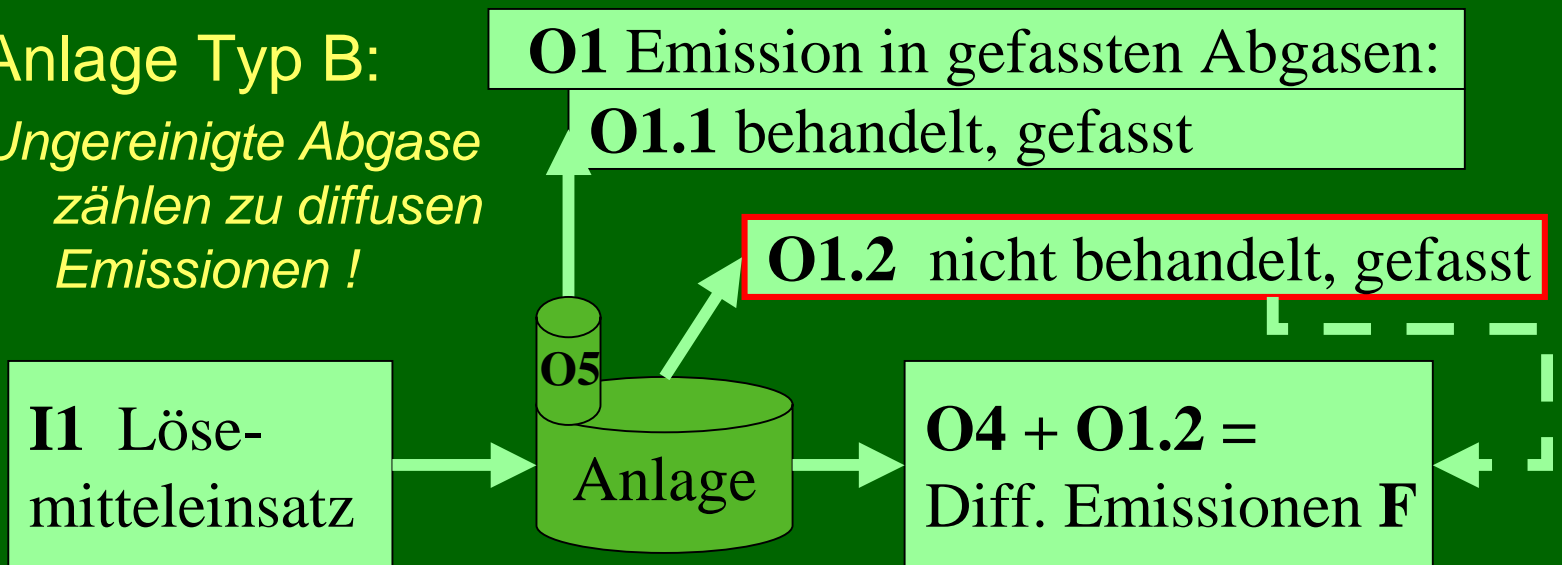 Anlage Typ B:
Ungereinigte Abgase
zählen zu diffusen
Emissionen !
O1 Emission in gefassten Abgasen:
O1.1 behandelt, gefasst
O1.2 nicht behandelt, gefasst
O5
I1 Löse-
mitteleinsatz
Anlage
O4 + O1.2 =
Diff. Emissionen F